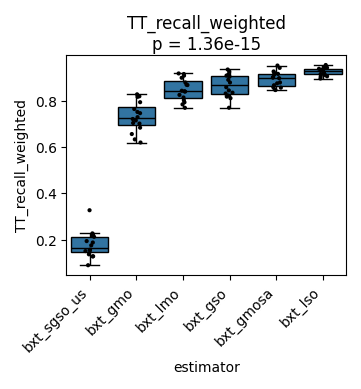 TT_recall_weighted
p = 1.36e-15
TT_recall_weighted
0.8
0.6
0.4
0.2
bxt_sgso_us
bxt_gmo
bxt_lmo
bxt_gso
bxt_gmosa
bxt_lso
estimator